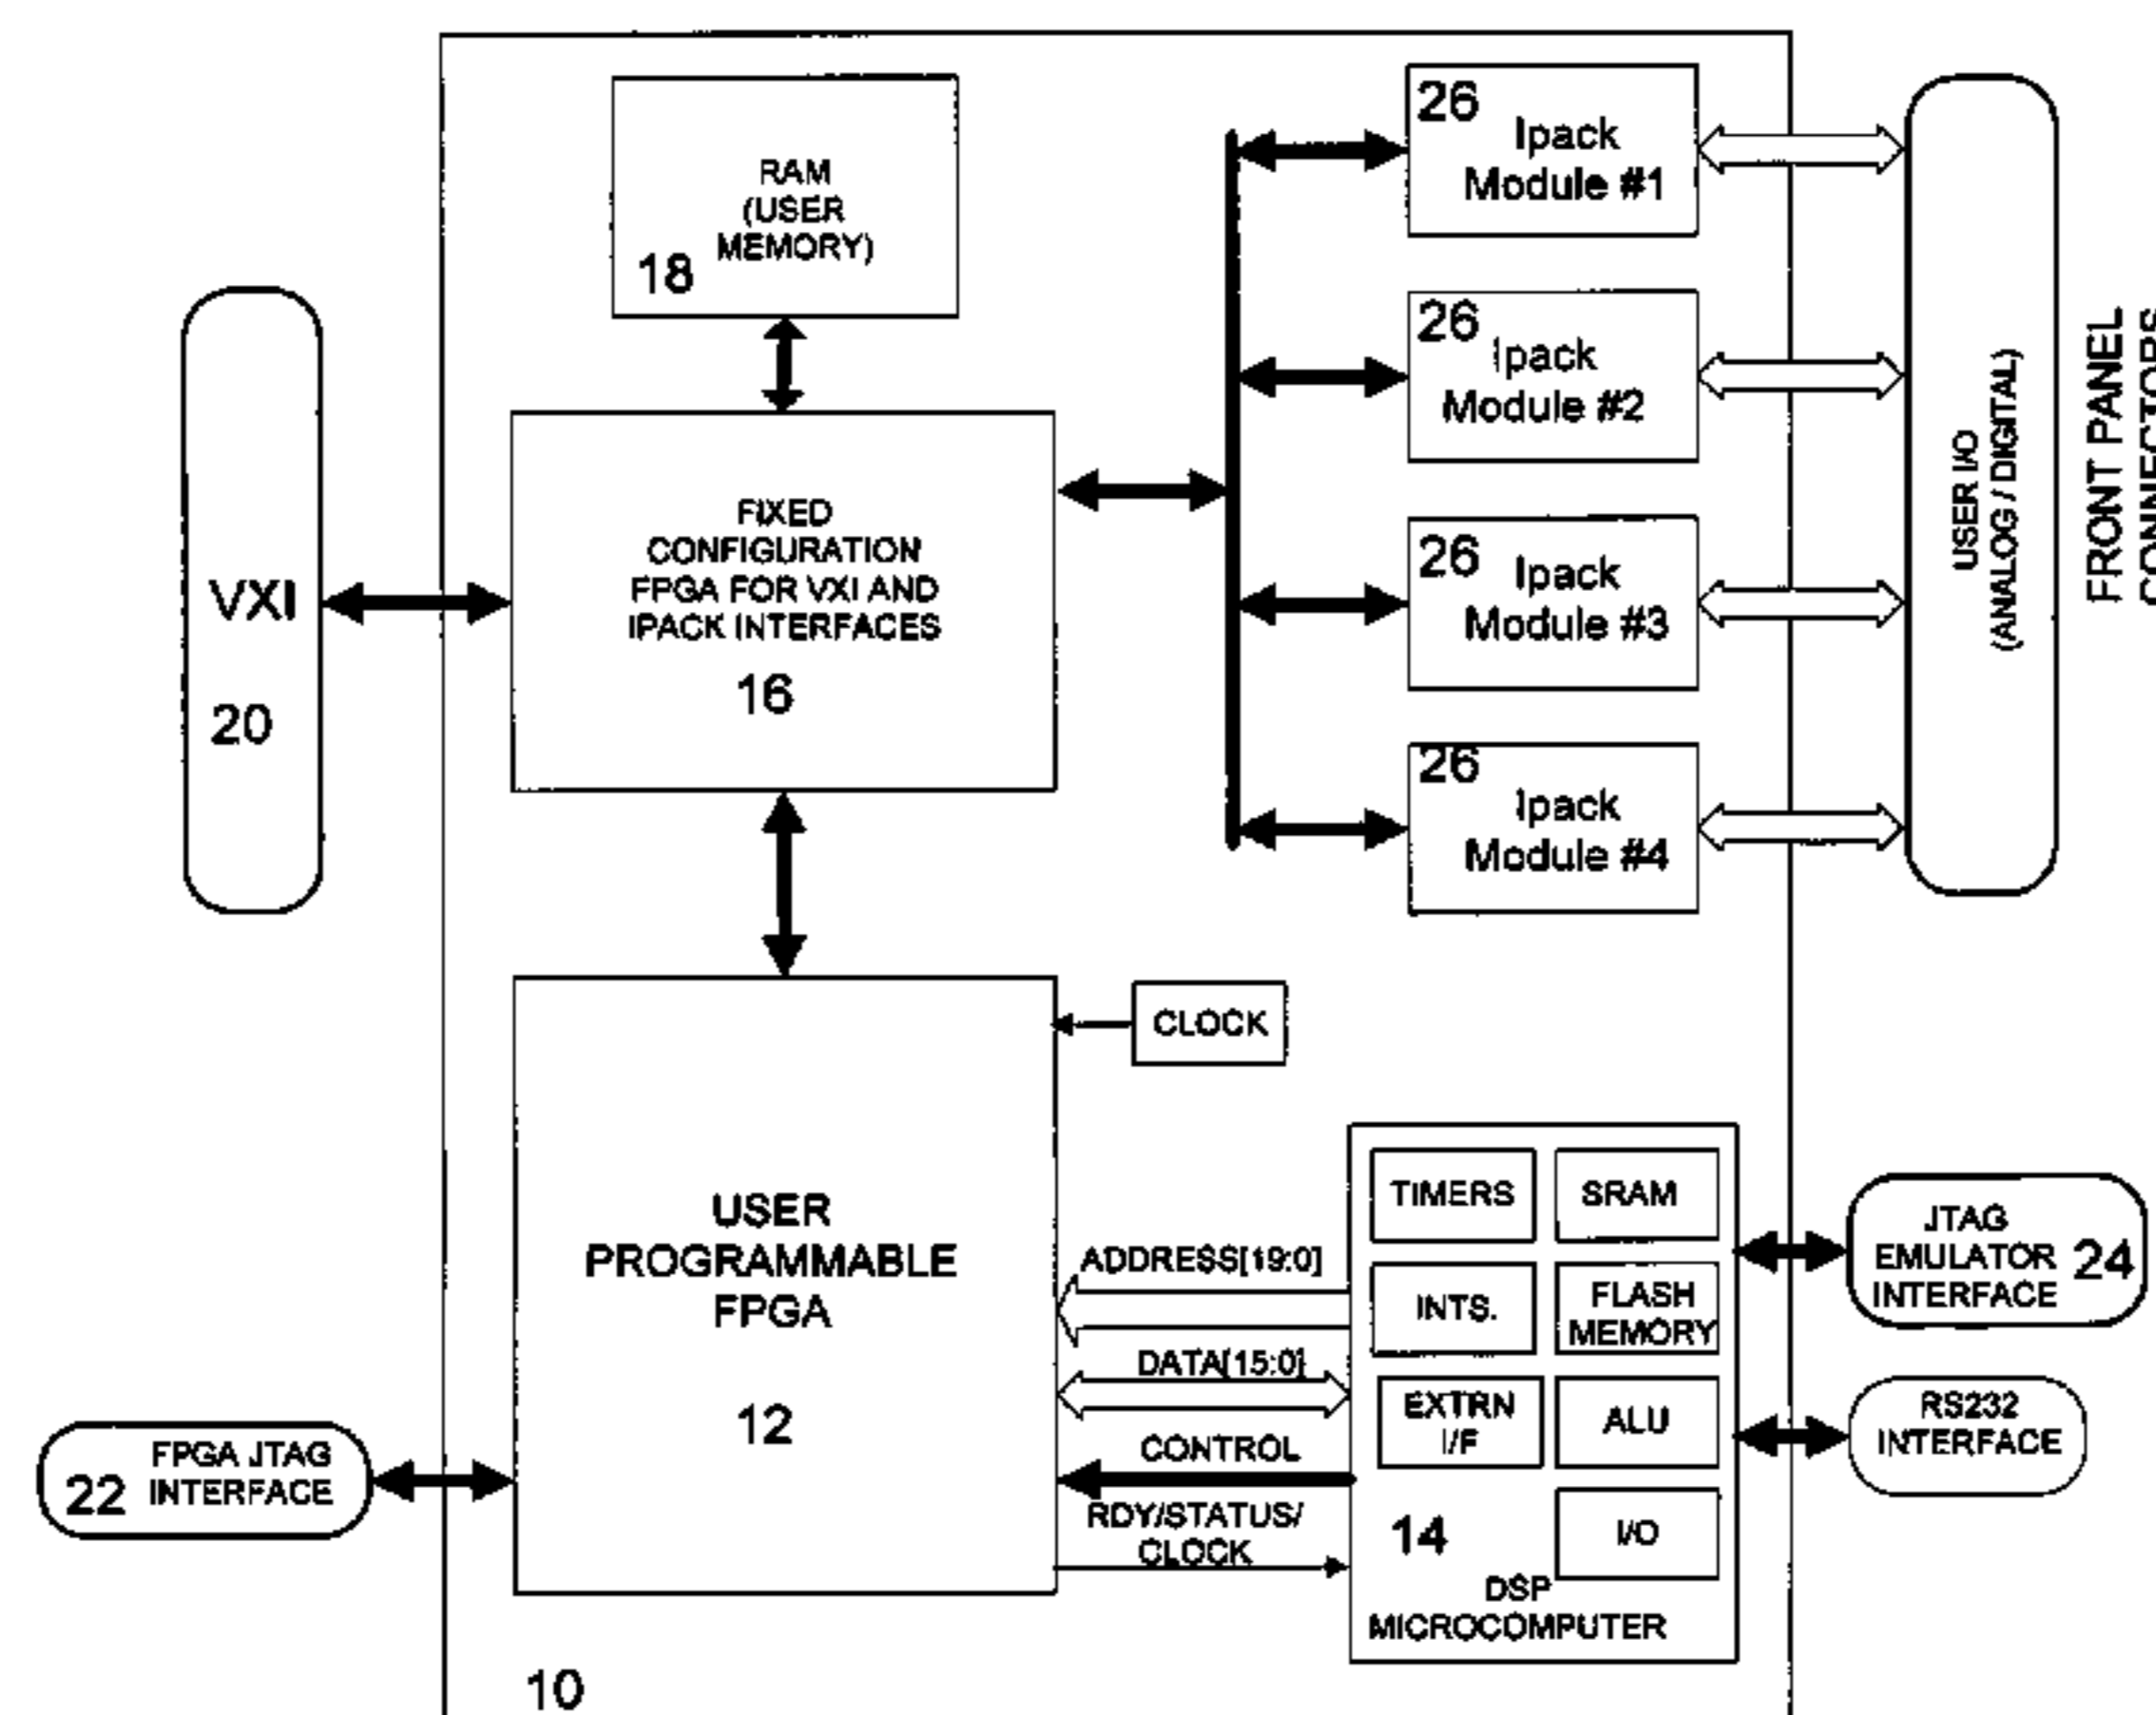 RAM
(USER
MEMORY)
18
26
Ipack
Module #1
26
Ipack
Module #2
26
Ipack
Module #3
26
Ipack
Module #4
USER I/O
(ANALOG / DIGITAL)
FRONT PANEL
CONNECTORS
VXI
20
FIXED
CONFIGURATION
FPGA FOR VXI AND
IPACK INTERFACES
16
CLOCK
USER
PROGRAMMABLE
FPGA
12
ADDRESS[19:0]
DATA[15:0]
CONTROL
RDY/STATUS/
CLOCK
TIMERS
SRAM
INTS.
FLASH
MEMORY
EXTRN
I/F
ALU
I/O
14
DSP
MICROCOMPUTER
JTAG
EMULATOR
INTERFACE
24
RS232
INTERFACE
FPGA JTAG
INTERFACE
22
10